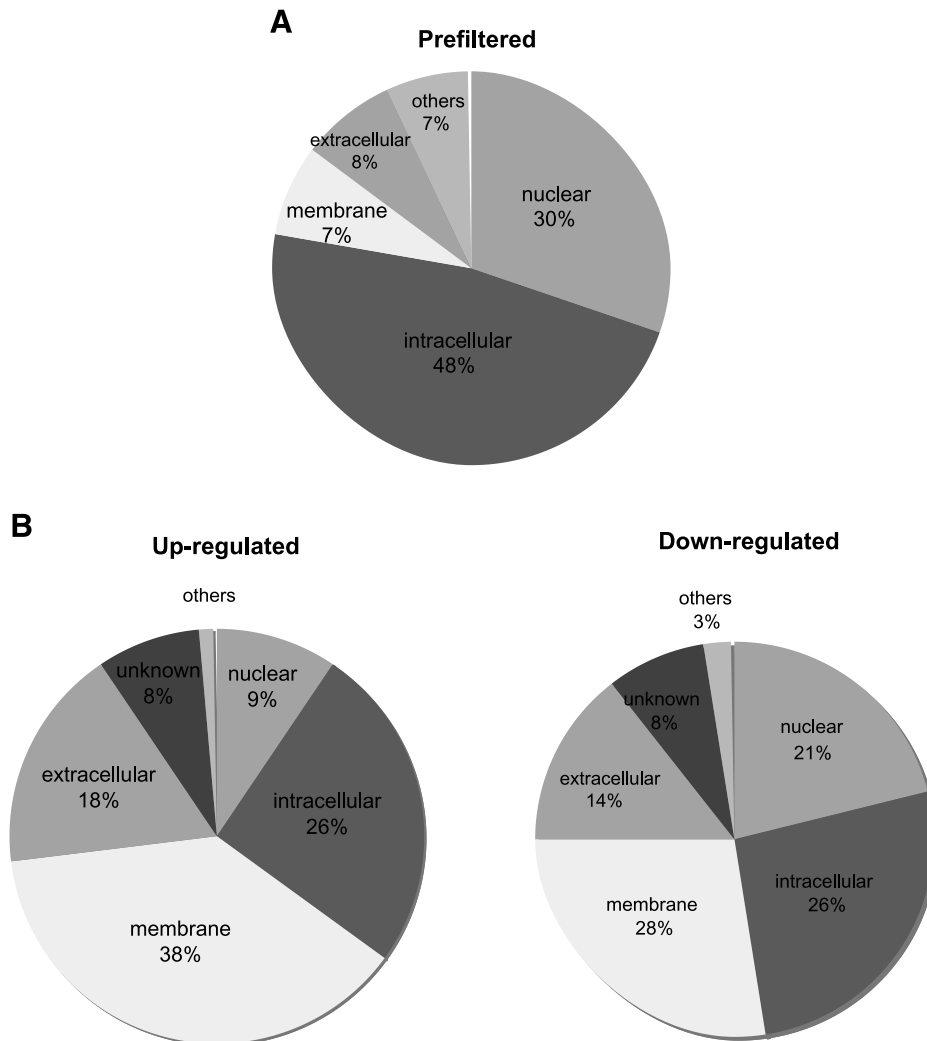 A
Prefiltered
others
7%
extracellular
8%
nuclear
30%
membrane
7%
intracellular
48%
B
Up-regulated
others
unknown
8%
nuclear
9%
extracellular
18%
intracellular
26%
membrane
38%
Down-regulated
others
3%
unknown
8%
nuclear
21%
extracellular
14%
intracellular
26%
membrane
28%